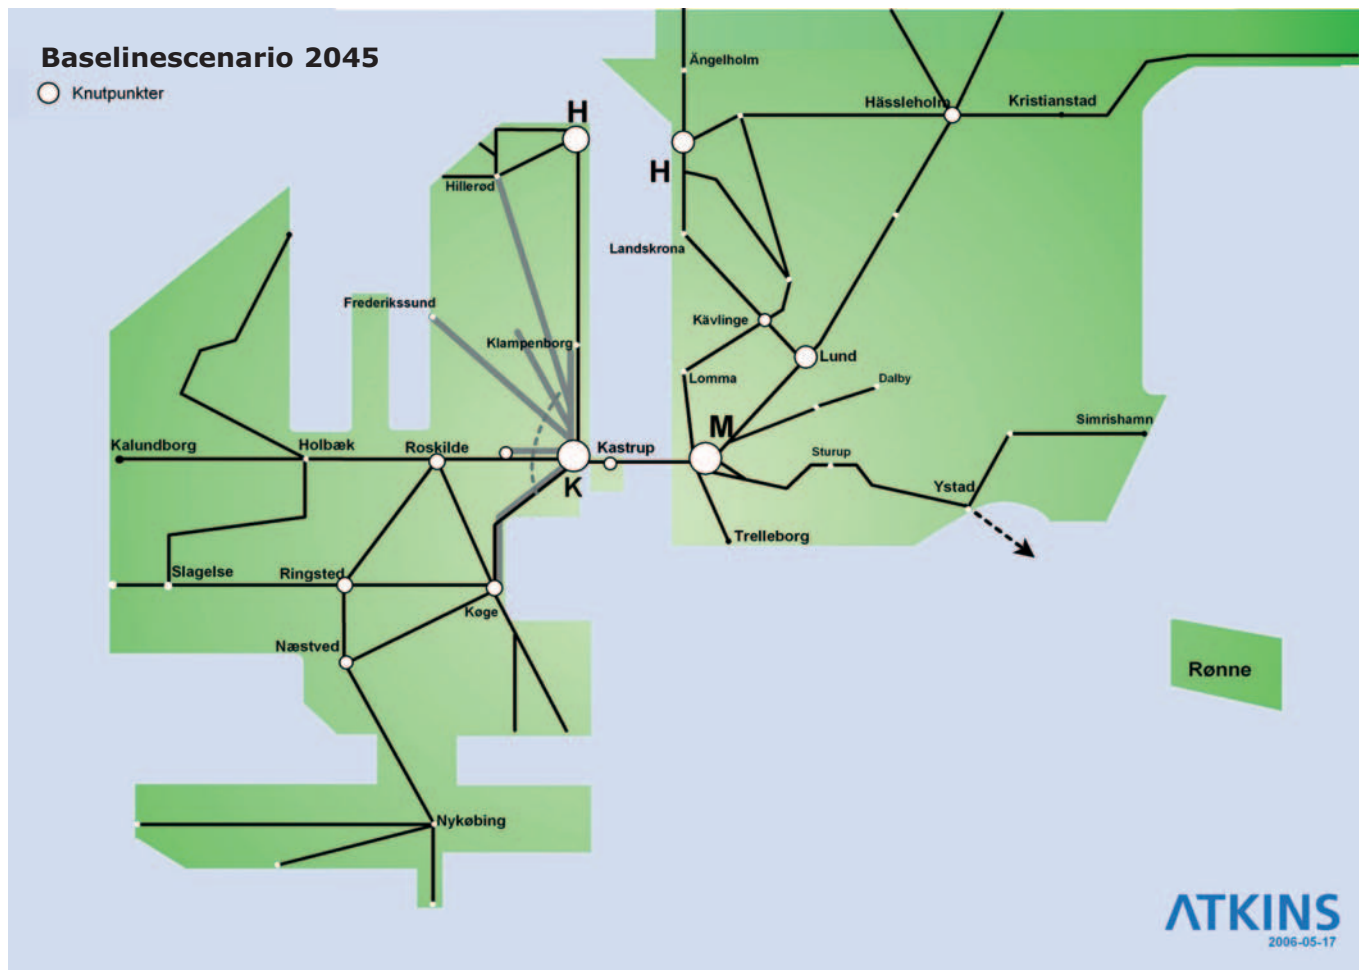 Baselinescenario 2045
Knutpunkter
Ängelholm
Hässleholm
Kristianstad
H
H
Hillerød
Landskrona
Frederikssund
Klampenborg
Kävlinge
Lund
Lomma
Dalby
Simrishamn
M
Kalundborg
Holbæk
Roskilde
Kastrup
Sturup
K
Ystad
Trelleborg
Slagelse
Ringsted
Køge
Næstved
Rønne
Nykøbing
ATKINS
2006-05-17